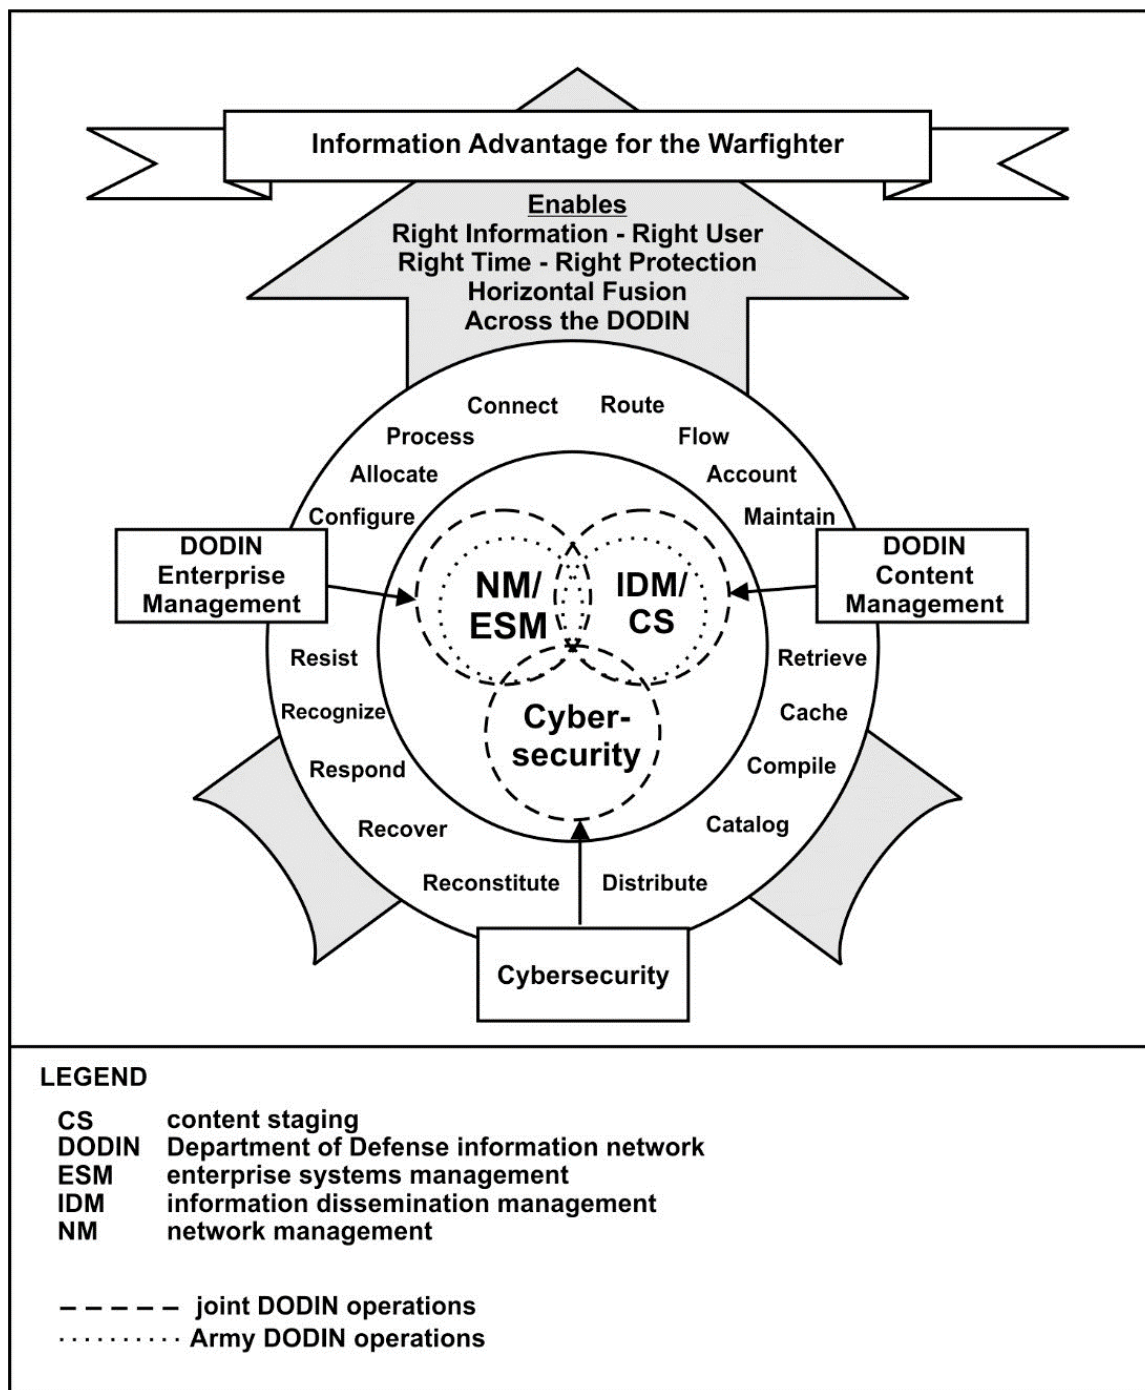 Information Advantage for the Warfighter
Enables
Right Information - Right User
Right Time - Right Protection
Horizontal Fusion
Across the DODIN
Connect
Route
Process
Flow
Allocate
Account
Configure
Maintain
DODIN
Enterprise
Management
DODIN
Content
Management
NM/
ESM
IDM/
CS
Cyber-
security
Resist
Retrieve
Recognize
Cache
Respond
Compile
Recover
Catalog
Reconstitute
Distribute
Cybersecurity
LEGEND
CS content staging
DODIN Department of Defense information network
ESM enterprise systems management
IDM information dissemination management
NM network management
joint DODIN operations
Army DODIN operations